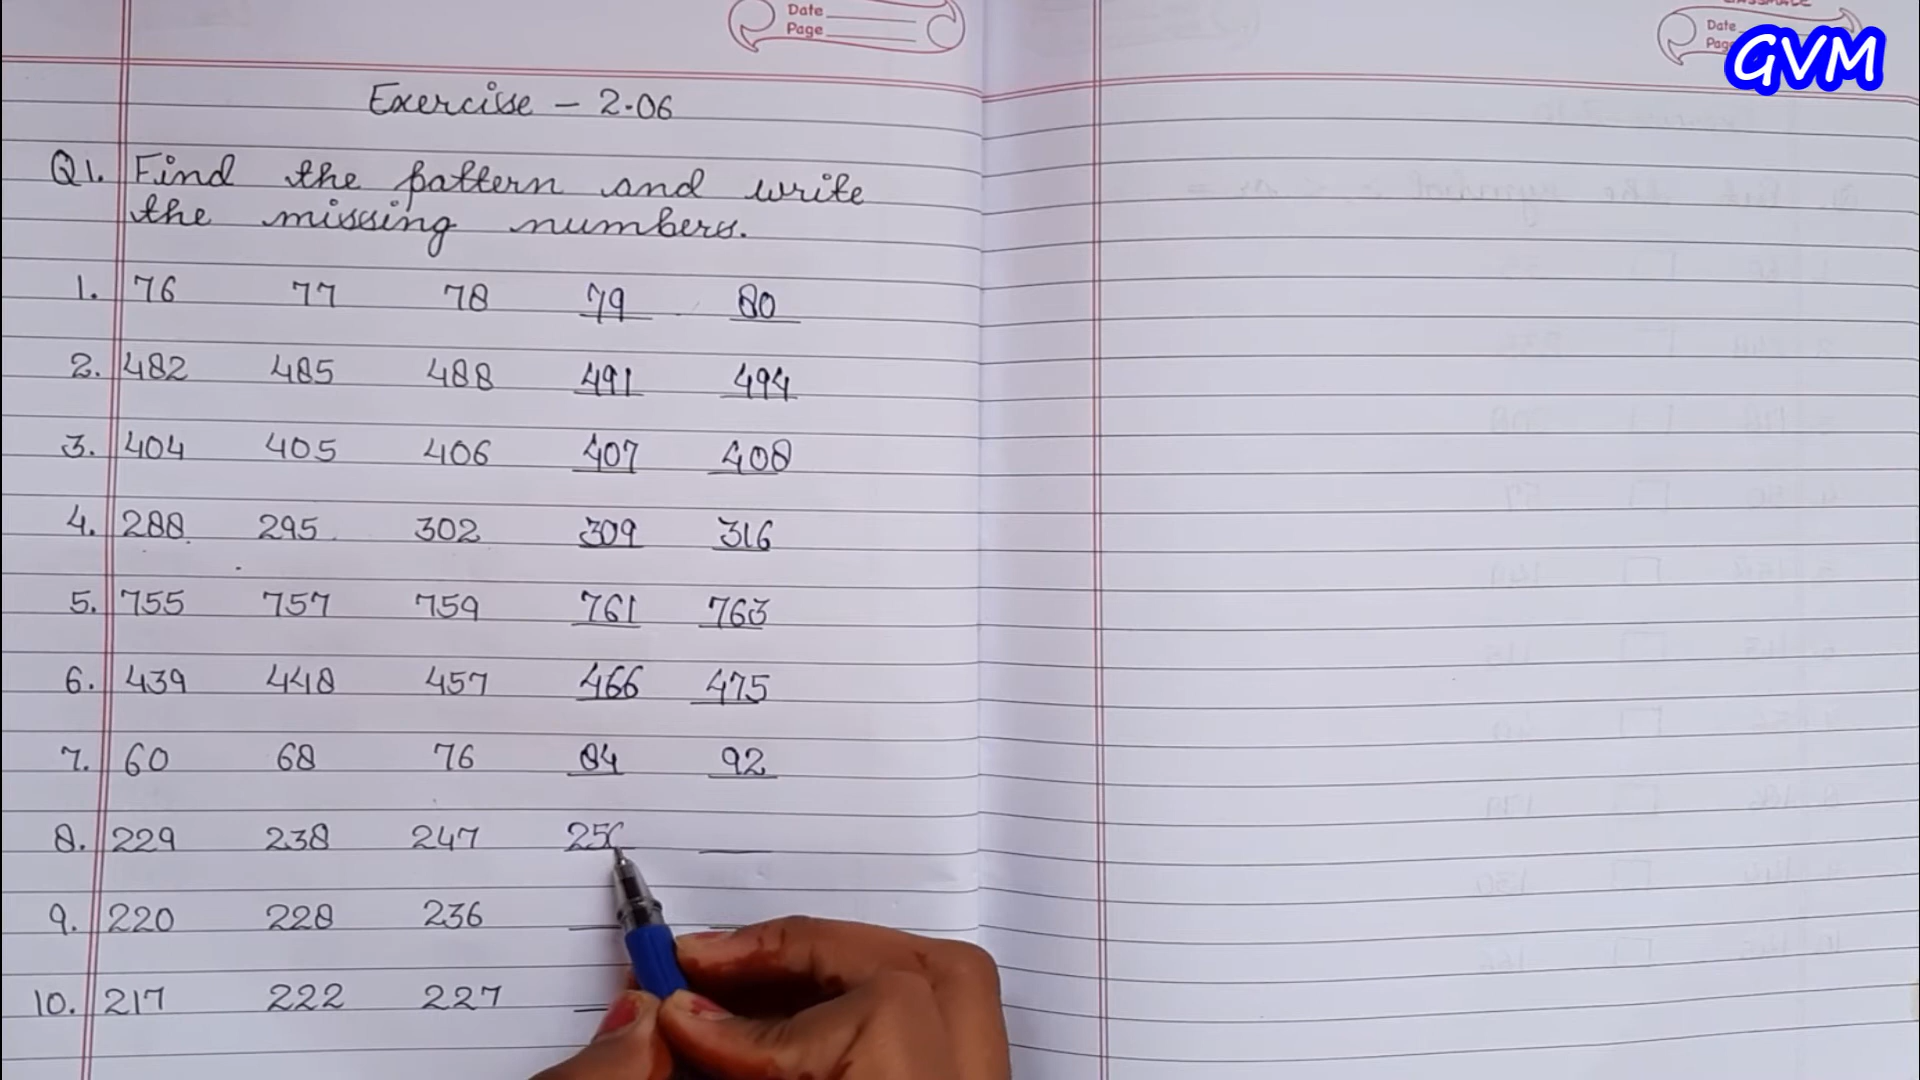 Date
Page
Date
GVM
Exercise - 2.06
Q1. Find the pattern and write
the missing numbers.
1. 76 77 78 79 80
2. 482 485 488 491 494
3. 404 405 406 407 408
4. 288 295 302 309 316
5. 755 757 759 761 763
6. 439 448 457 466 475
7. 60 68 76 84 92
8. 229 238 247 25
9. 220 228 236
10. 217 222 227